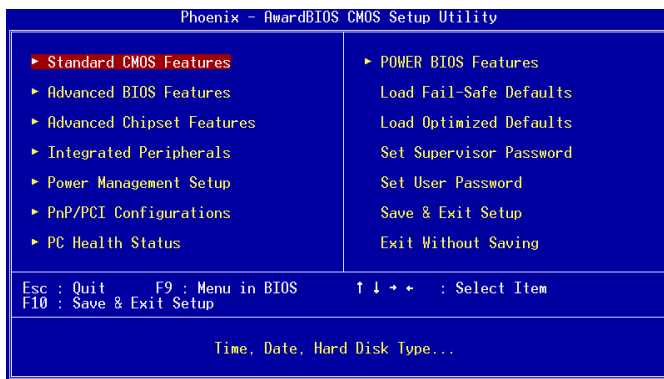 Phoenix - AwardBIOS CMOS Setup Utility
► Standard CMOS Features
► Advanced BIOS Features
► Advanced Chipset Features
► Integrated Peripherals
► Power Management Setup
► PnP/PCI Configurations
► PC Health Status
► POWER BIOS Features
Load Fail-Safe Defaults
Load Optimized Defaults
Set Supervisor Password
Set User Password
Save & Exit Setup
Exit Without Saving
Esc : Quit F9 : Menu in BIOS ↑ ↓ → ← : Select Item
F10 : Save & Exit Setup
Time, Date, Hard Disk Type...